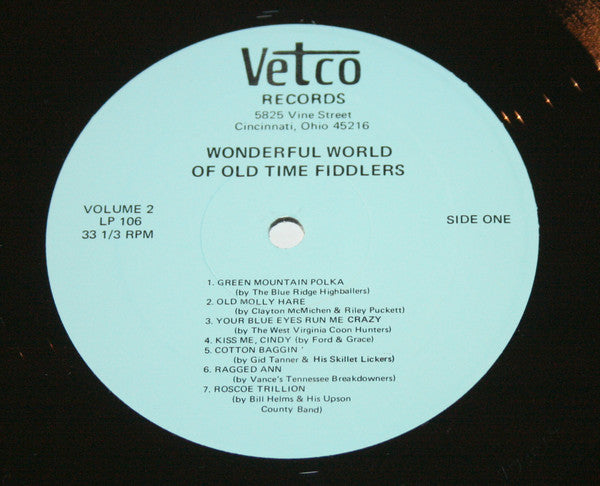 Vetco
RECORDS
5825 Vine Street
Cincinnati, Ohio 45216
WONDERFUL WORLD
OF OLD TIME FIDDLERS
VOLUME 2
LP 106
33 1/3 RPM
SIDE ONE
1. GREEN MOUNTAIN POLKA
(by The Blue Ridge Highballers)
2. OLD MOLLY HARE
(by Clayton McMichen & Riley Puckett)
3. YOUR BLUE EYES RUN ME CRAZY
(by The West Virginia Coon Hunters)
4. KISS ME, CINDY (by Ford & Grace)
5. COTTON BAGGIN'
(by Gid Tanner & His Skillet Lickers)
6. RAGGED ANN
(by Vance's Tennessee Breakdowners)
7. ROSCOE TRILLION
(by Bill Helms & His Upson
County Band)